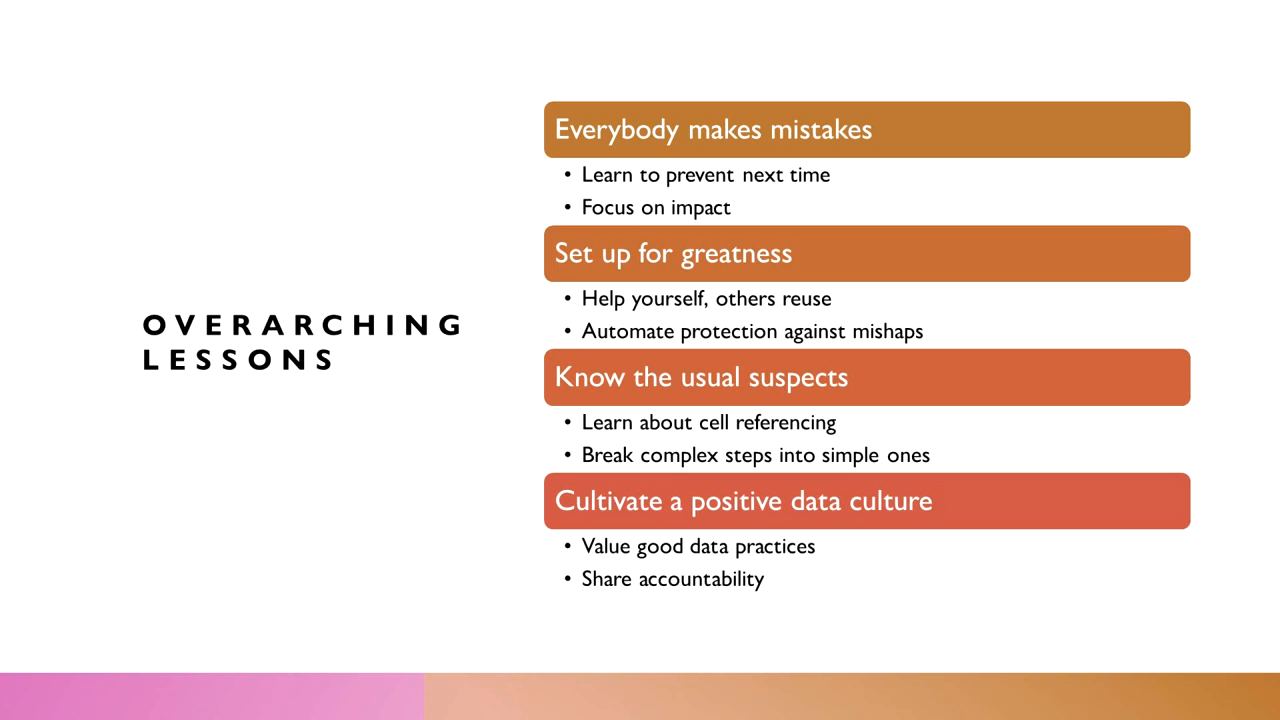 OVERARCHING
LESSONS
Everybody makes mistakes
• Learn to prevent next time
• Focus on impact
Set up for greatness
• Help yourself, others reuse
• Automate protection against mishaps
Know the usual suspects
• Learn about cell referencing
• Break complex steps into simple ones
Cultivate a positive data culture
• Value good data practices
• Share accountability